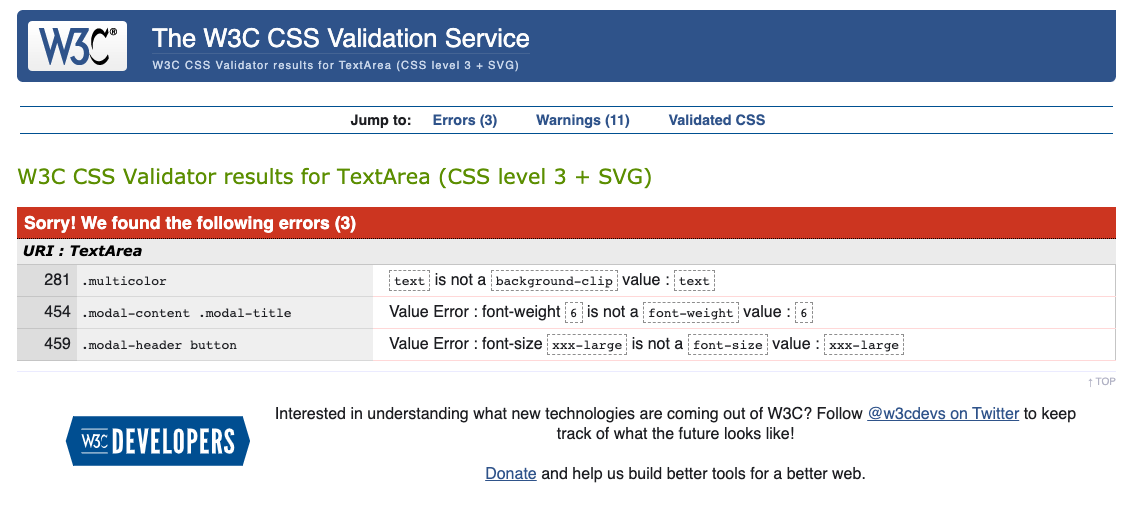 W3C®
The W3C CSS Validation Service
W3C CSS Validator results for TextArea (CSS level 3 + SVG)
Jump to: Errors (3) Warnings (11) Validated CSS
W3C CSS Validator results for TextArea (CSS level 3 + SVG)
Sorry! We found the following errors (3)
URI : TextArea
281 .multicolor text is not a background-clip value : text
454 .modal-content .modal-title Value Error : font-weight 6 is not a font-weight value : 6
459 .modal-header button Value Error : font-size xxx-large is not a font-size value : xxx-large
↑ TOP
W3C DEVELOPERS
Interested in understanding what new technologies are coming out of W3C? Follow @w3cdevs on Twitter to keep
track of what the future looks like!
Donate and help us build better tools for a better web.